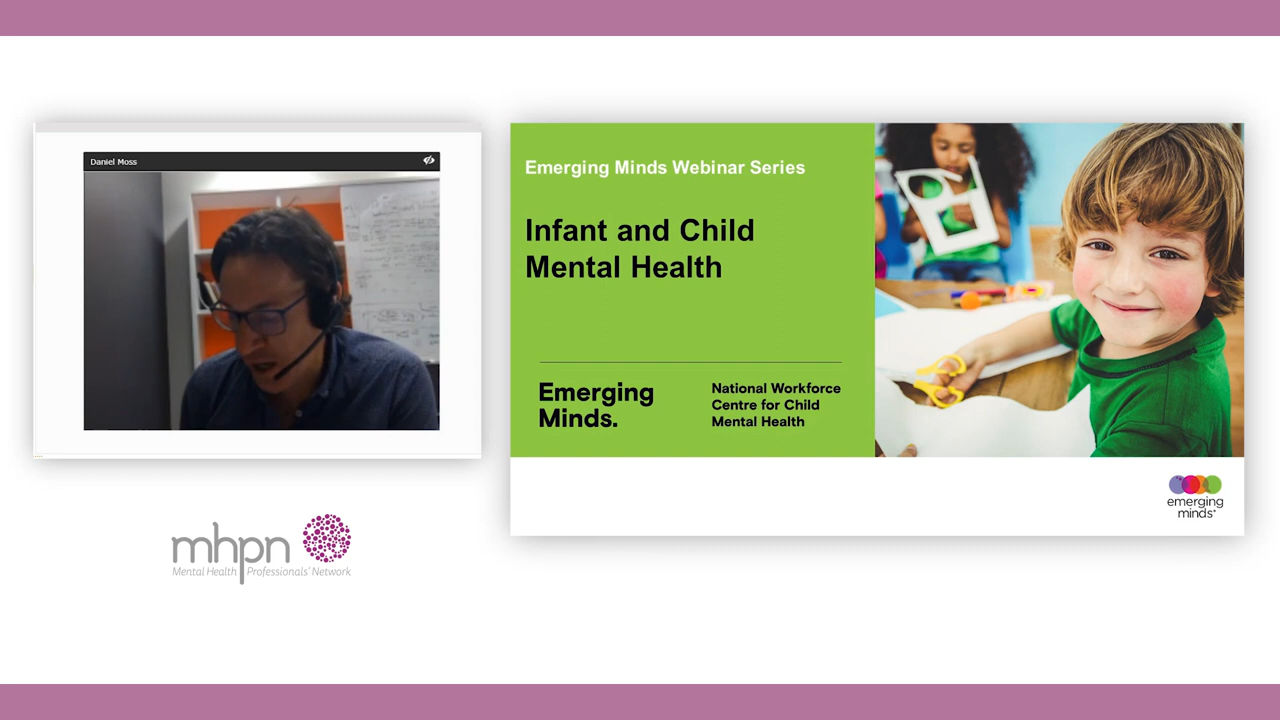 Daniel Moss
Emerging Minds Webinar Series
Infant and Child
Mental Health
Emerging
Minds.
National Workforce
Centre for Child
Mental Health
emerging
minds
mhpn
Mental Health Professionals' Network